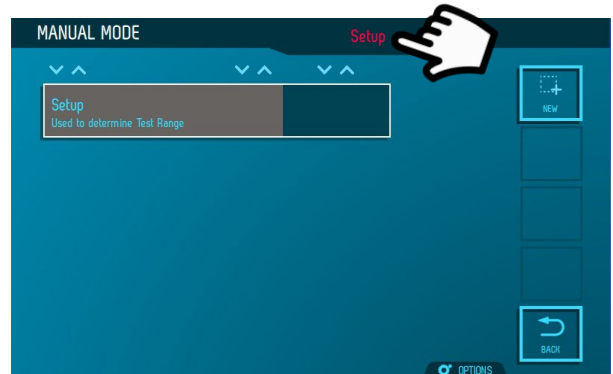 MANUAL MODE
Setup
Setup
Used to determine Test Range
NEW
BACK
OPTIONS